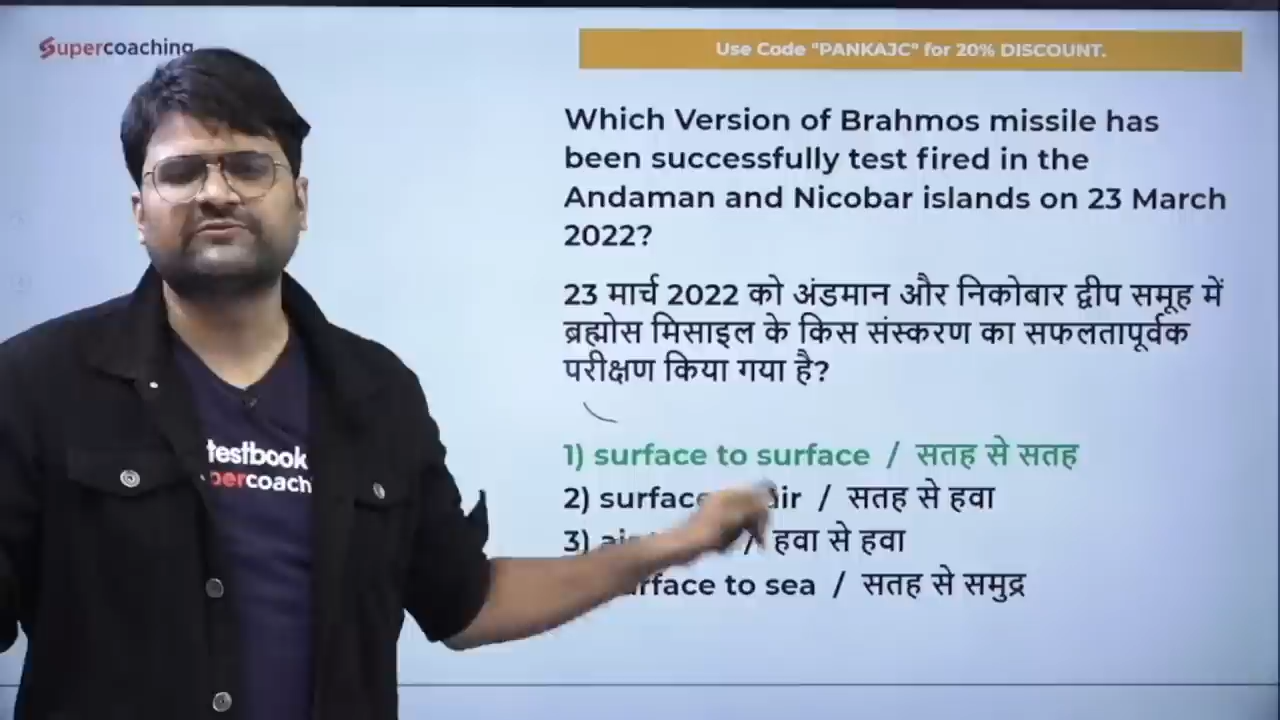 Supercoaching
Use Code "PANKAJC" for 20% DISCOUNT.
Which Version of Brahmos missile has
been successfully test fired in the
Andaman and Nicobar islands on 23 March
2022?
23 मार्च 2022 को अंडमान और निकोबार द्वीप समूह में
ब्रह्मोस मिसाइल के किस संस्करण का सफलतापूर्वक
परीक्षण किया गया है?
1) surface to surface / सतह से सतह
2) surface air / सतह से हवा
3) / हवा से हवा
to sea / सतह से समुद्र
testbook